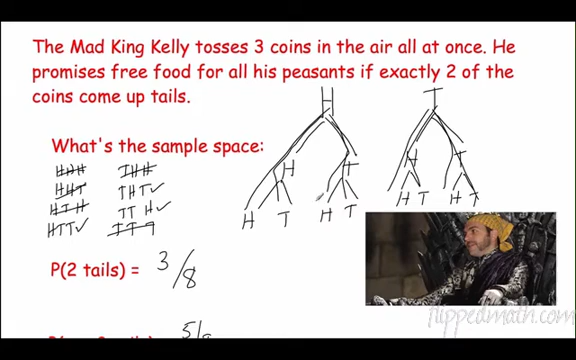 The Mad King Kelly tosses 3 coins in the air all at once. He
promises free food for all his peasants if exactly 2 of the
coins come up tails.
H T
What's the sample space:
HHH THH
HHT THT✓
HTH TTH✓
HTT✓ TTT
H T H T
H T H T H T H T
P(2 tails) = 3/8
flippedmath.com